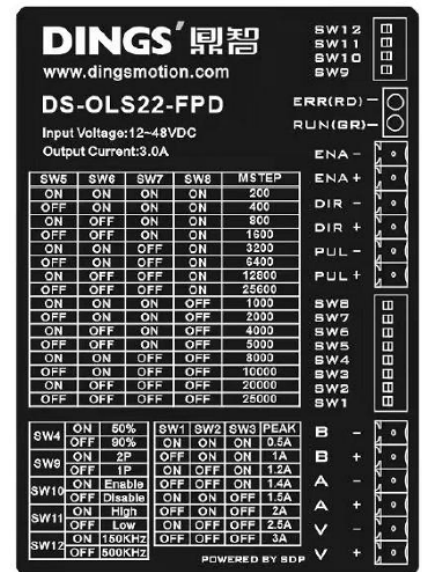 DINGS' 鼎智
www.dingsmotion.com
DS-OLS22-FPD
Input Voltage:12~48VDC
Output Current:3.0A
SW5 SW6 SW7 SW8 MSTEP
ON ON ON ON 200
OFF ON ON ON 400
ON OFF ON ON 800
OFF OFF ON ON 1600
ON ON OFF ON 3200
OFF ON OFF ON 6400
ON OFF OFF ON 12800
OFF OFF OFF ON 25600
ON ON ON OFF 1000
OFF ON ON OFF 2000
ON OFF ON OFF 4000
OFF OFF ON OFF 5000
ON ON OFF OFF 8000
OFF ON OFF OFF 10000
ON OFF OFF OFF 20000
OFF OFF OFF OFF 25000
SW4 ON 50%
OFF 90%
SW9 ON 2P
OFF 1P
SW10 ON Enable
OFF Disable
SW11 ON High
OFF Low
SW12 ON 150KHz
OFF 500KHz
SW1 SW2 SW3 PEAK
ON ON ON 0.5A
OFF ON ON 1A
ON OFF ON 1.2A
OFF OFF ON 1.4A
ON ON OFF 1.5A
OFF ON OFF 2A
ON OFF OFF 2.5A
OFF OFF OFF 3A
POWERED BY SDP
SW12
SW11
SW10
SW9
ERR(RD)
RUN(GR)
ENA -
ENA +
DIR -
DIR +
PUL -
PUL +
SW8
SW7
SW6
SW5
SW4
SW3
SW2
SW1
B -
B +
A -
A +
V -
V +